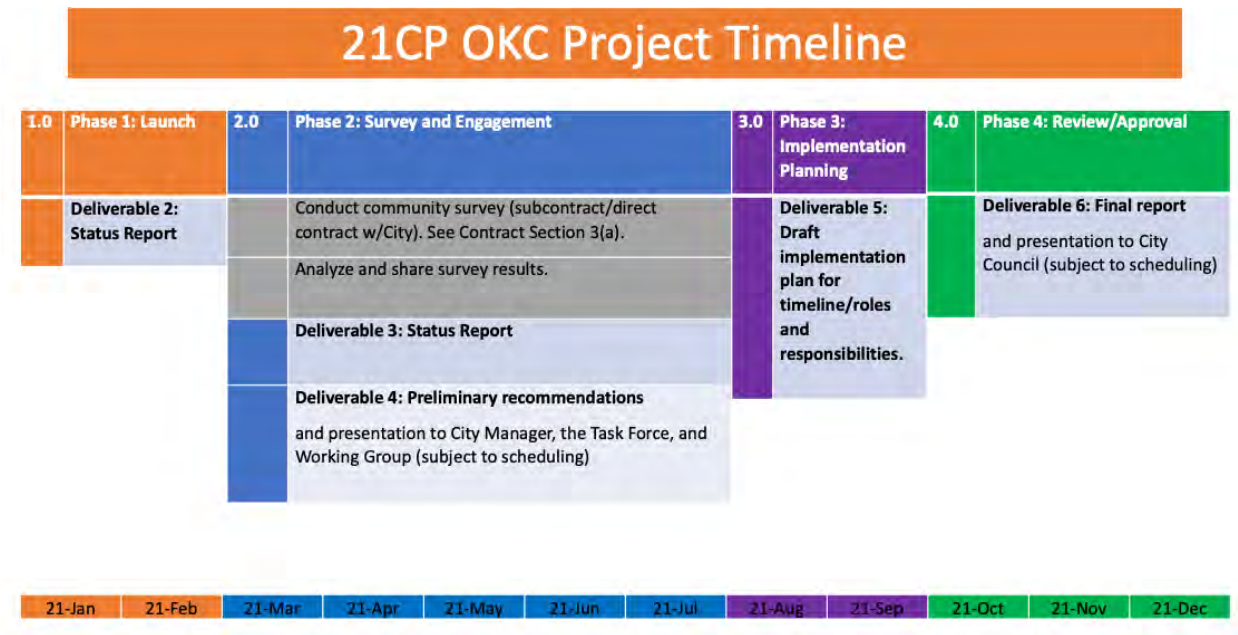 21CP OKC Project Timeline
1.0
Phase 1: Launch
2.0
Phase 2: Survey and Engagement
3.0
Phase 3:
Implementation
Planning
4.0
Phase 4: Review/Approval
Deliverable 2:
Status Report
Conduct community survey (subcontract/direct
contract w/City). See Contract Section 3(a).
Analyze and share survey results.
Deliverable 3: Status Report
Deliverable 4: Preliminary recommendations
and presentation to City Manager, the Task Force, and
Working Group (subject to scheduling)
Deliverable 5:
Draft
implementation
plan for
timeline/roles
and
responsibilities.
Deliverable 6: Final report
and presentation to City
Council (subject to scheduling)
21-Jan 21-Feb 21-Mar 21-Apr 21-May 21-Jun 21-Jul 21-Aug 21-Sep 21-Oct 21-Nov 21-Dec